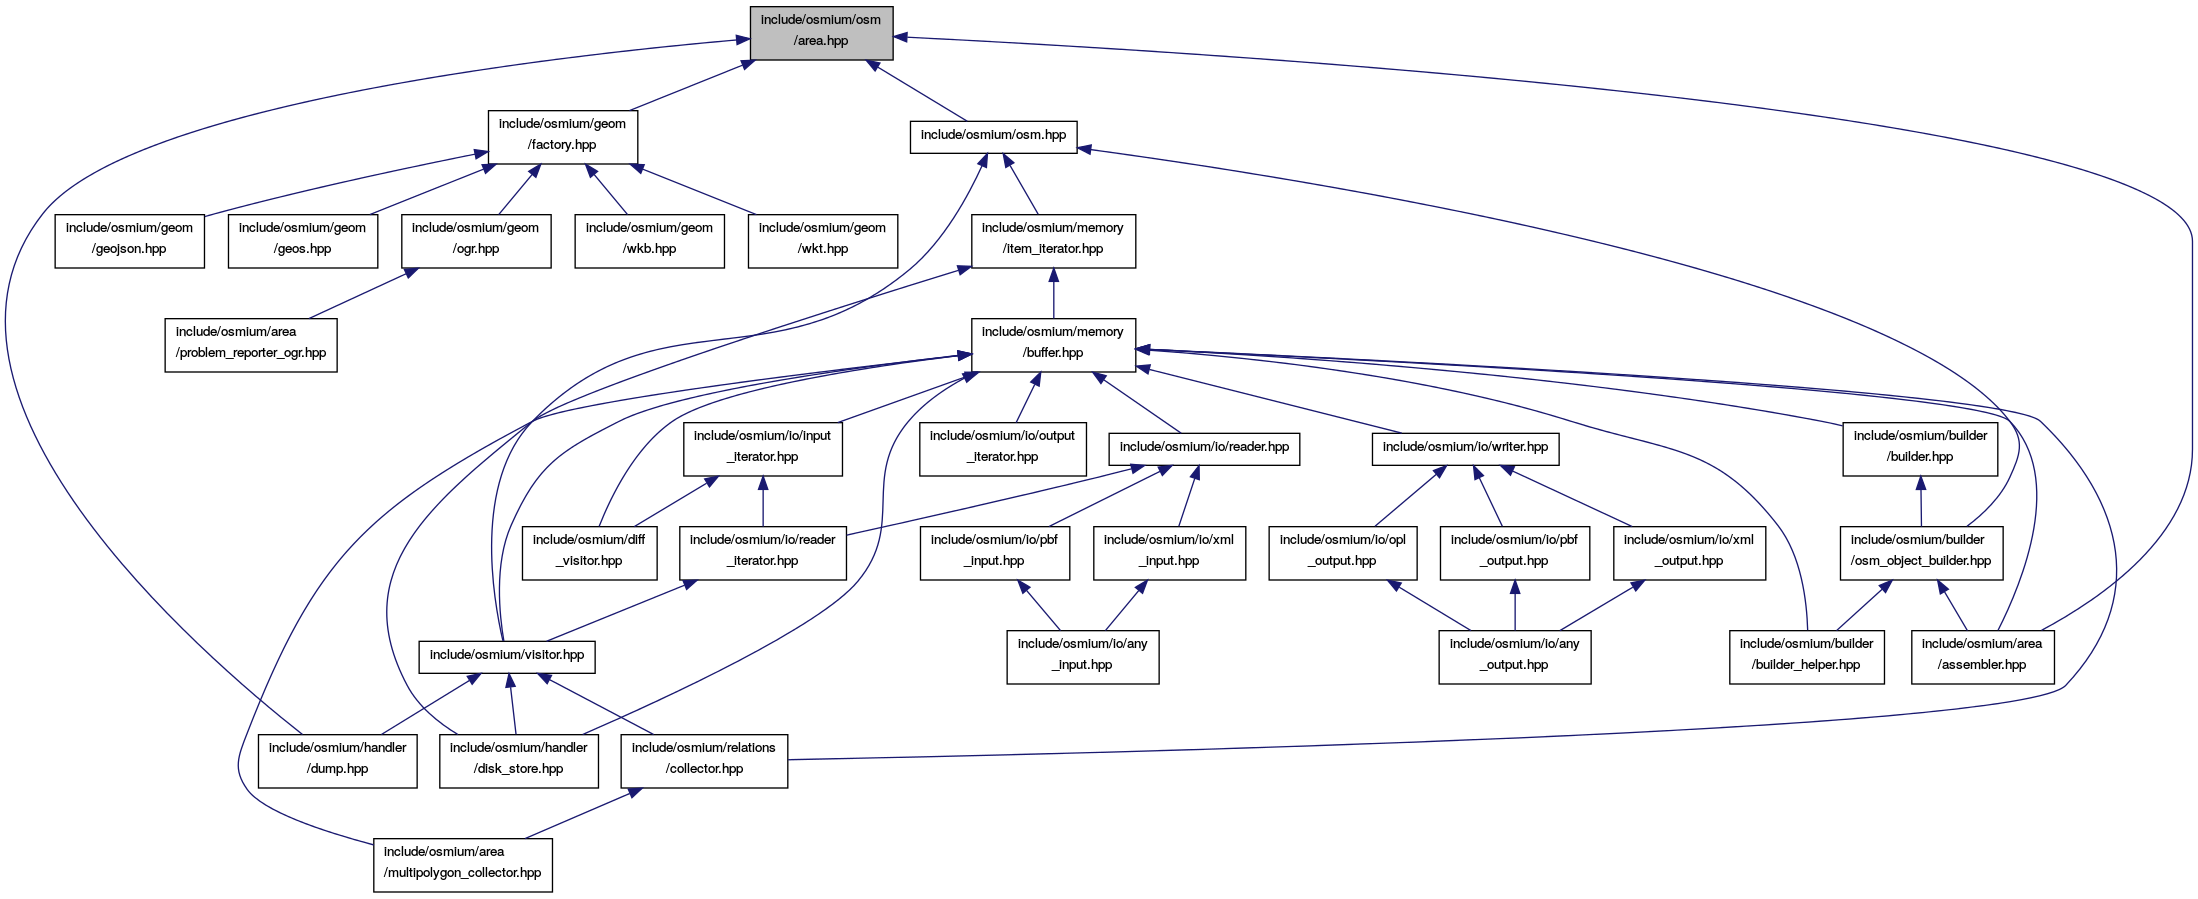 include/osmium/osm
/area.hpp
include/osmium/geom
/factory.hpp
include/osmium/osm.hpp
include/osmium/geom
/geojson.hpp
include/osmium/geom
/geos.hpp
include/osmium/geom
/ogr.hpp
include/osmium/geom
/wkb.hpp
include/osmium/geom
/wkt.hpp
include/osmium/memory
/item_iterator.hpp
include/osmium/area
/problem_reporter_ogr.hpp
include/osmium/memory
/buffer.hpp
include/osmium/io/input
_iterator.hpp
include/osmium/io/output
_iterator.hpp
include/osmium/io/reader.hpp
include/osmium/io/writer.hpp
include/osmium/builder
/builder.hpp
include/osmium/diff
_visitor.hpp
include/osmium/io/reader
_iterator.hpp
include/osmium/io/pbf
_input.hpp
include/osmium/io/xml
_input.hpp
include/osmium/io/opl
_output.hpp
include/osmium/io/pbf
_output.hpp
include/osmium/io/xml
_output.hpp
include/osmium/builder
/osm_object_builder.hpp
include/osmium/visitor.hpp
include/osmium/io/any
_input.hpp
include/osmium/io/any
_output.hpp
include/osmium/builder
/builder_helper.hpp
include/osmium/area
/assembler.hpp
include/osmium/handler
/dump.hpp
include/osmium/handler
/disk_store.hpp
include/osmium/relations
/collector.hpp
include/osmium/area
/multipolygon_collector.hpp